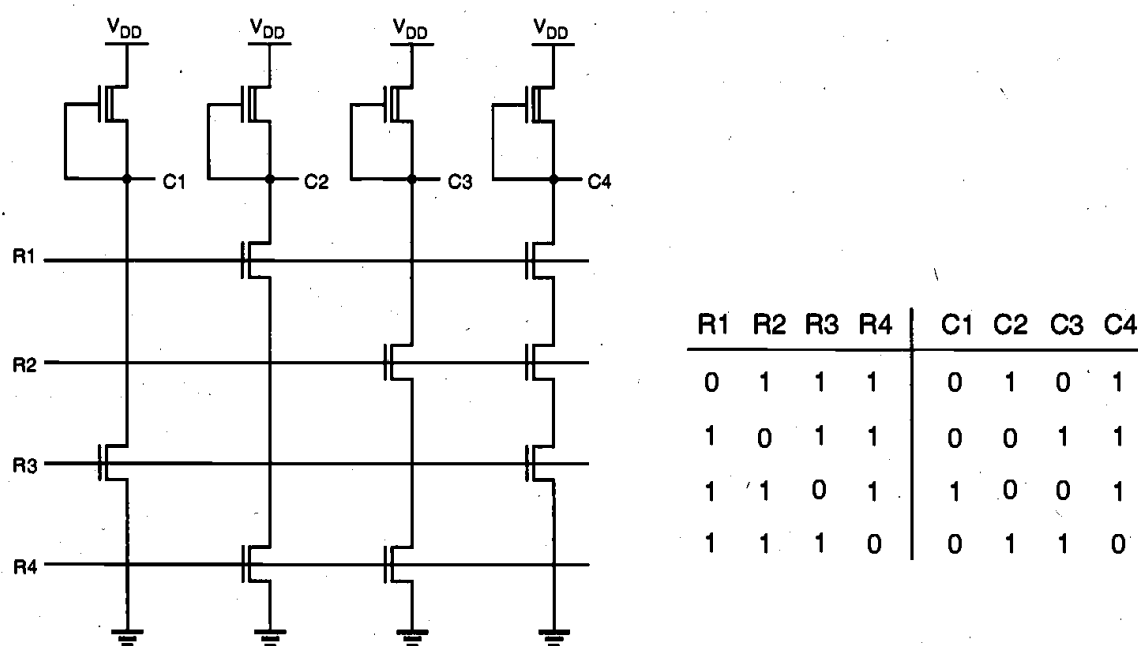 VDD VDD VDD VDD
C1 C2 C3 C4
R1
R2
R3
R4
R1 R2 R3 R4 C1 C2 C3 C4
0 1 1 1 0 1 0 1
1 0 1 1 0 0 1 1
1 1 0 1 1 0 0 1
1 1 1 0 0 1 1 0